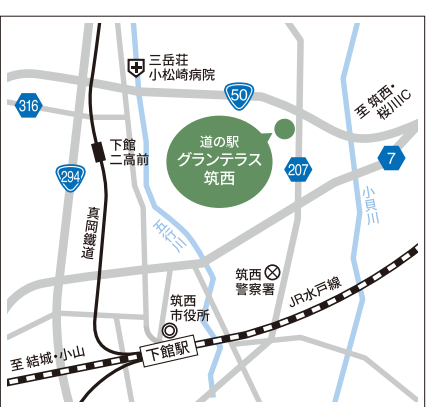 三岳荘
小松崎病院
50
316
至 筑西・
桜川IC
道の駅
グランテラス
筑西
下館
二高前
207
7
294
小貝川
真岡鐵道
五行川
筑西
警察署
JR水戸線
筑西
市役所
下館駅
至 結城・小山